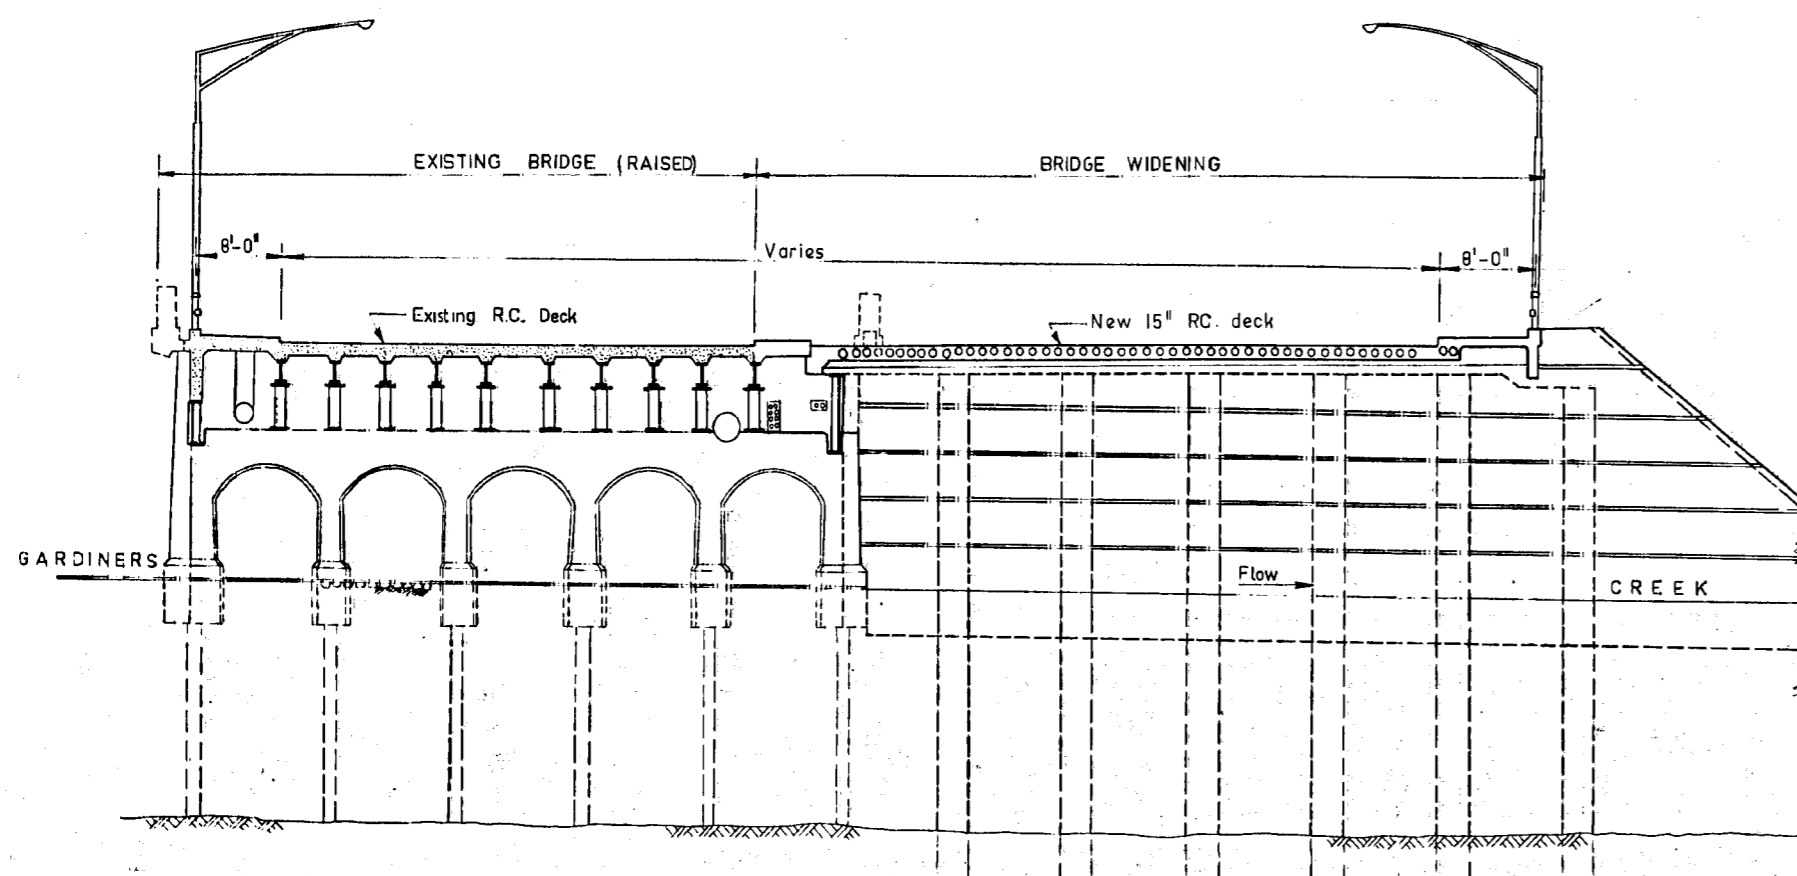 EXISTING BRIDGE (RAISED)
BRIDGE WIDENING
8'-0"
Varies
8'-0"
Existing R.C. Deck
New 15" RC. deck
GARDINERS
Flow
CREEK